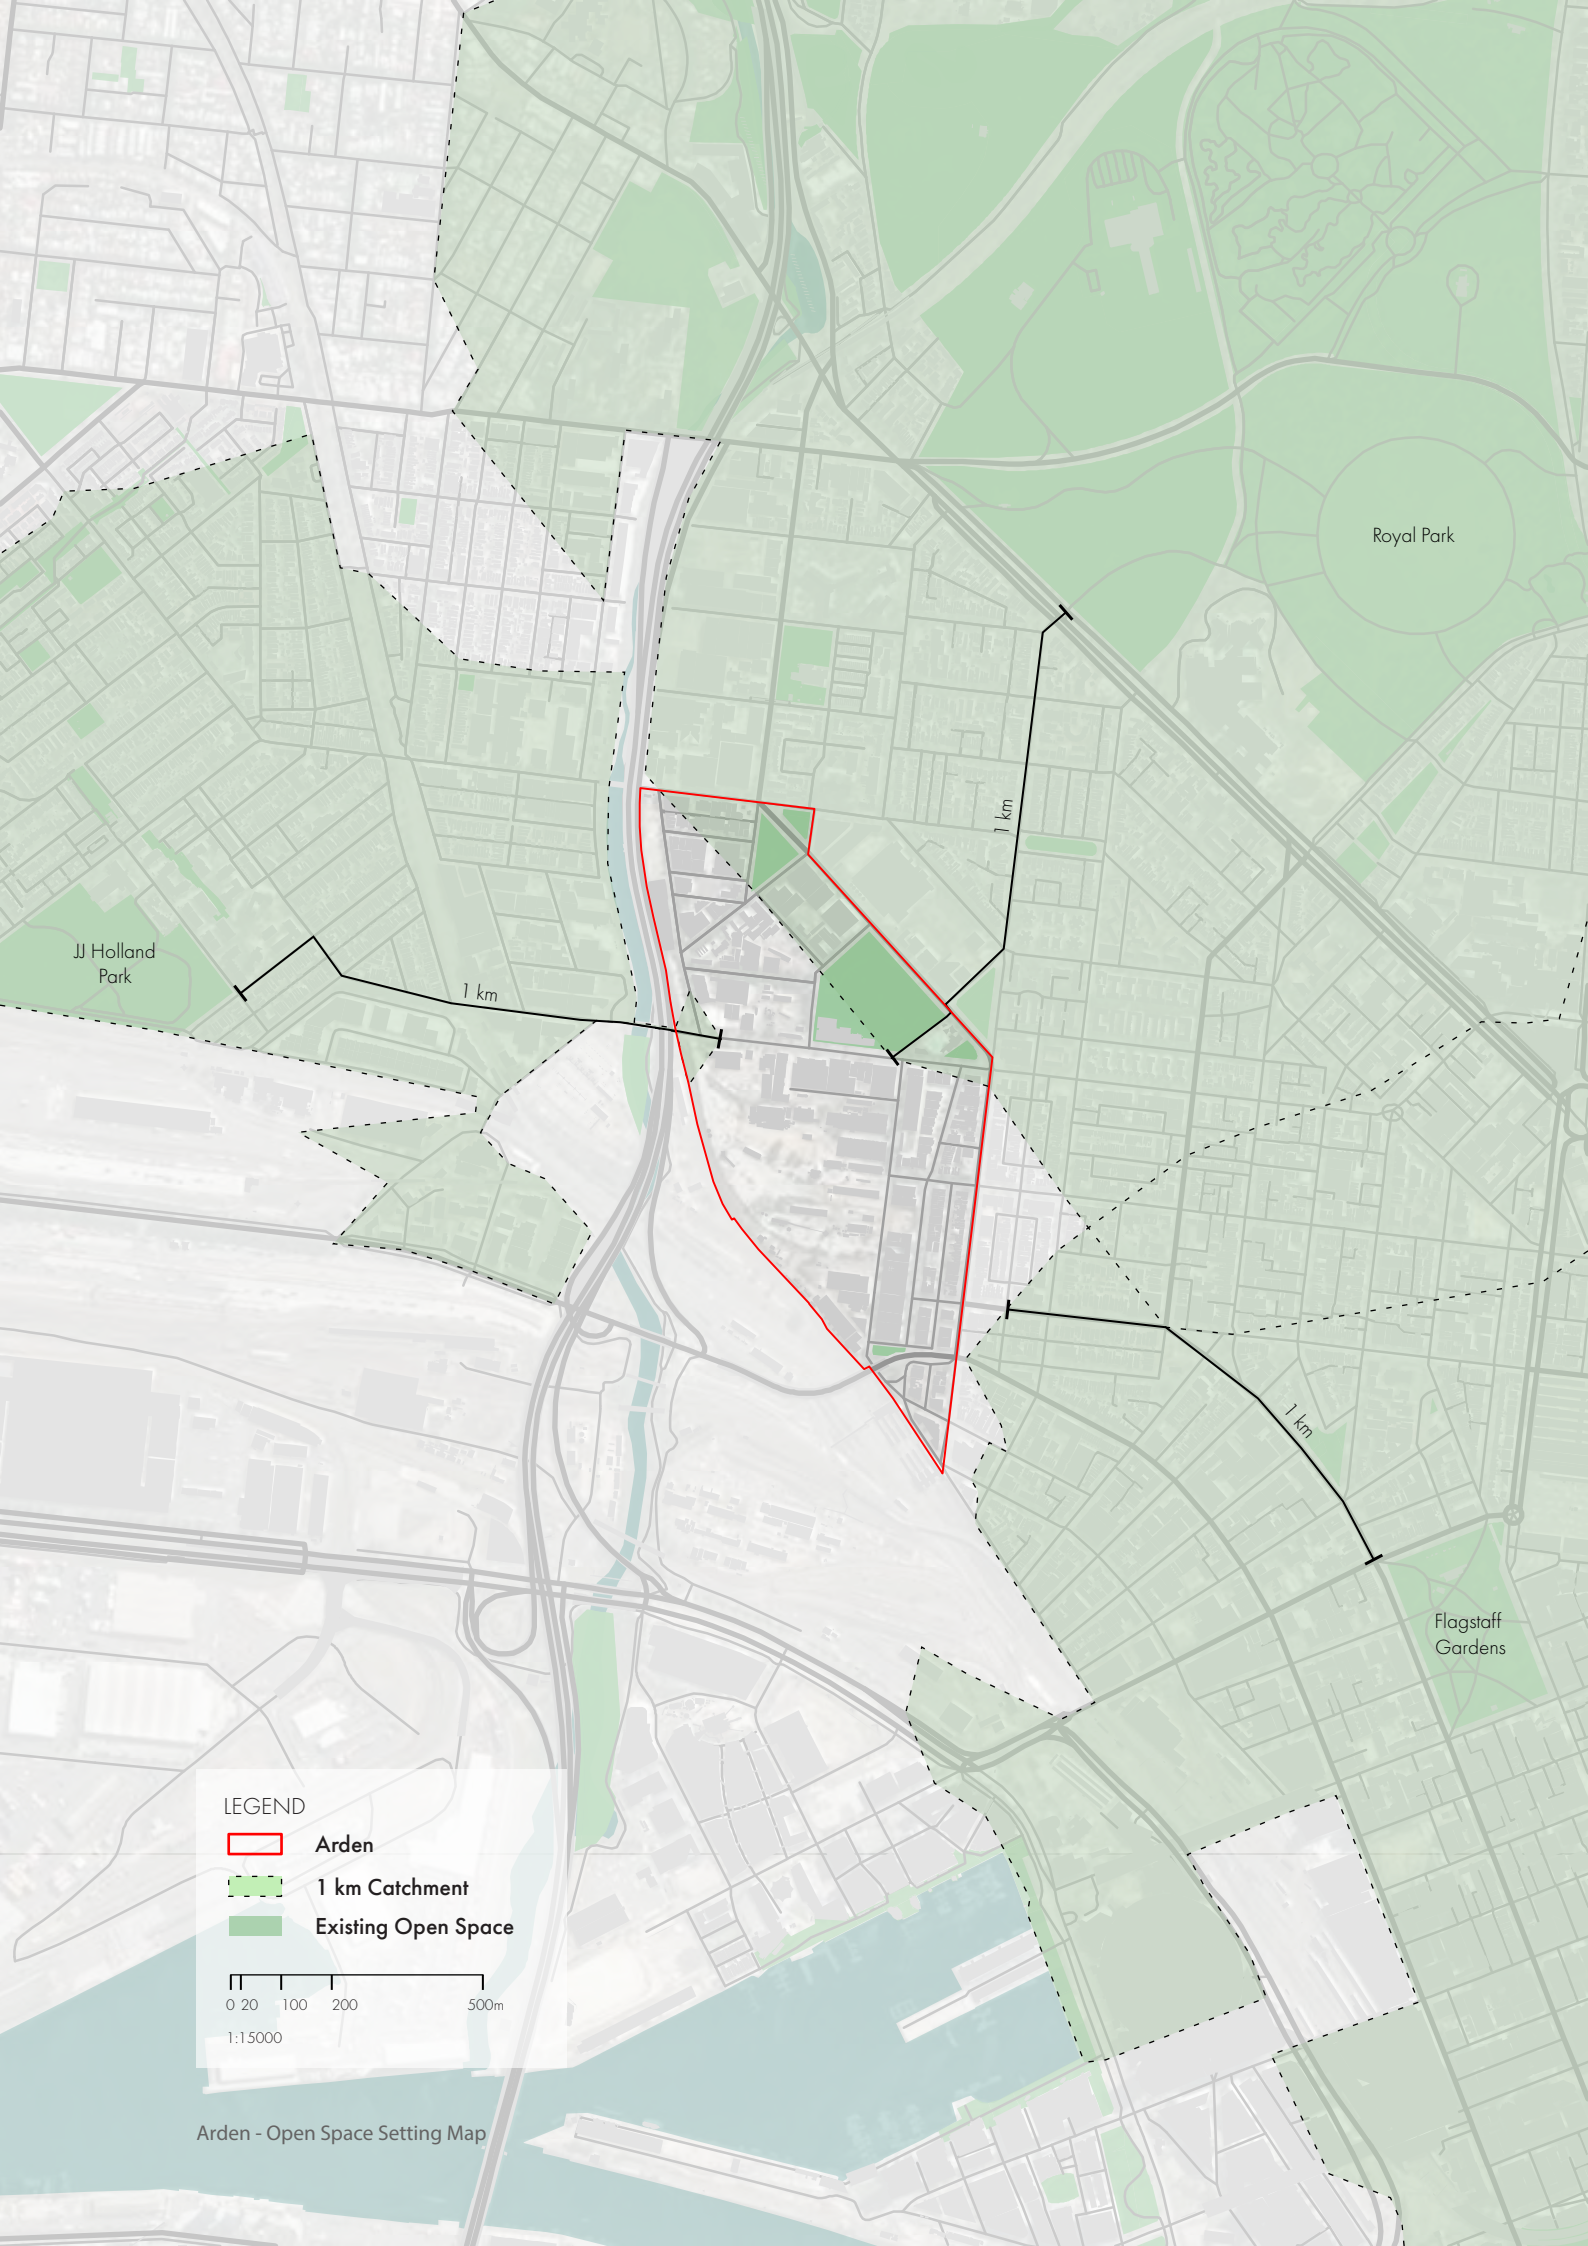 Royal Park
1 km
JJ Holland
Park
1 km
1 km
Flagstaff
Gardens
LEGEND
Arden
1 km Catchment
Existing Open Space
0 20 100 200 500m
1:15000
Arden - Open Space Setting Map